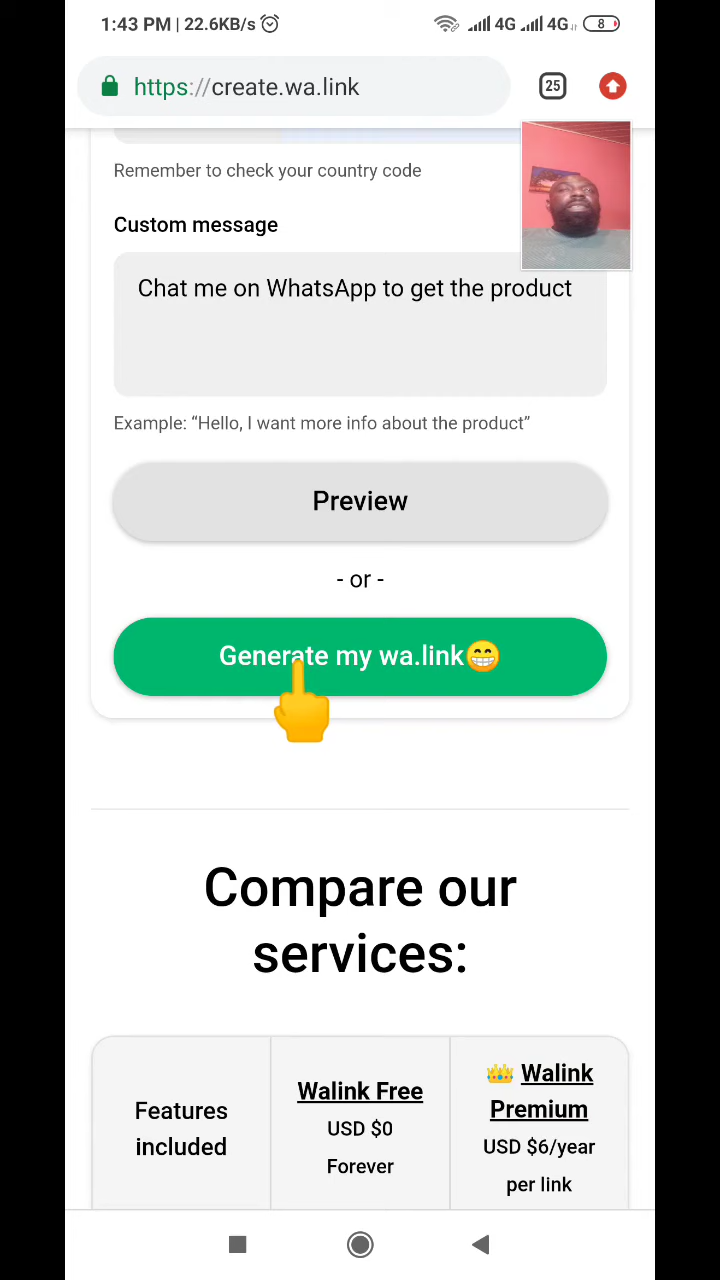 1:43 PM | 22.6KB/s 4G 4G 8
https://create.wa.link 25
Remember to check your country code
Custom message
Chat me on WhatsApp to get the product
Example: “Hello, I want more info about the product”
Preview
- or -
Generate my wa.link😁
Compare our
services:
Features
included
Walink Free
USD $0
Forever
👑 Walink
Premium
USD $6/year
per link